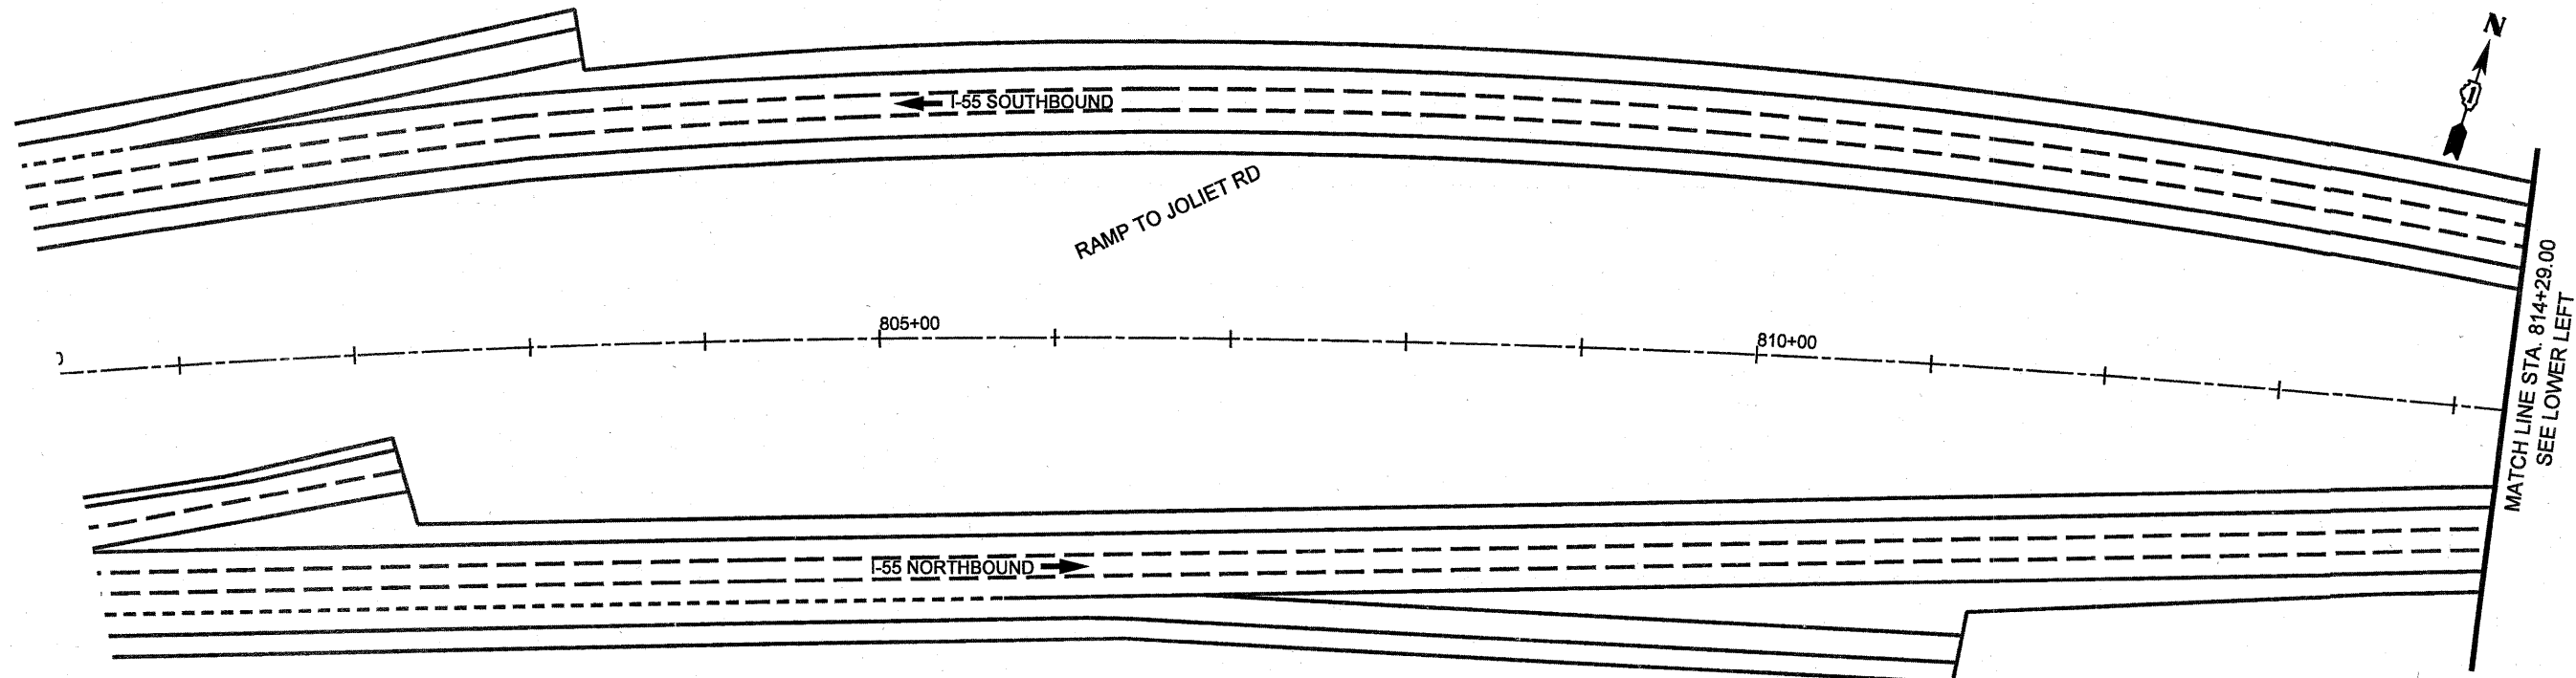 N
1
I-55 SOUTHBOUND
RAMP TO JOLIET RD
805+00
810+00
MATCH LINE STA. 814+29.00
SEE LOWER LEFT
I-55 NORTHBOUND